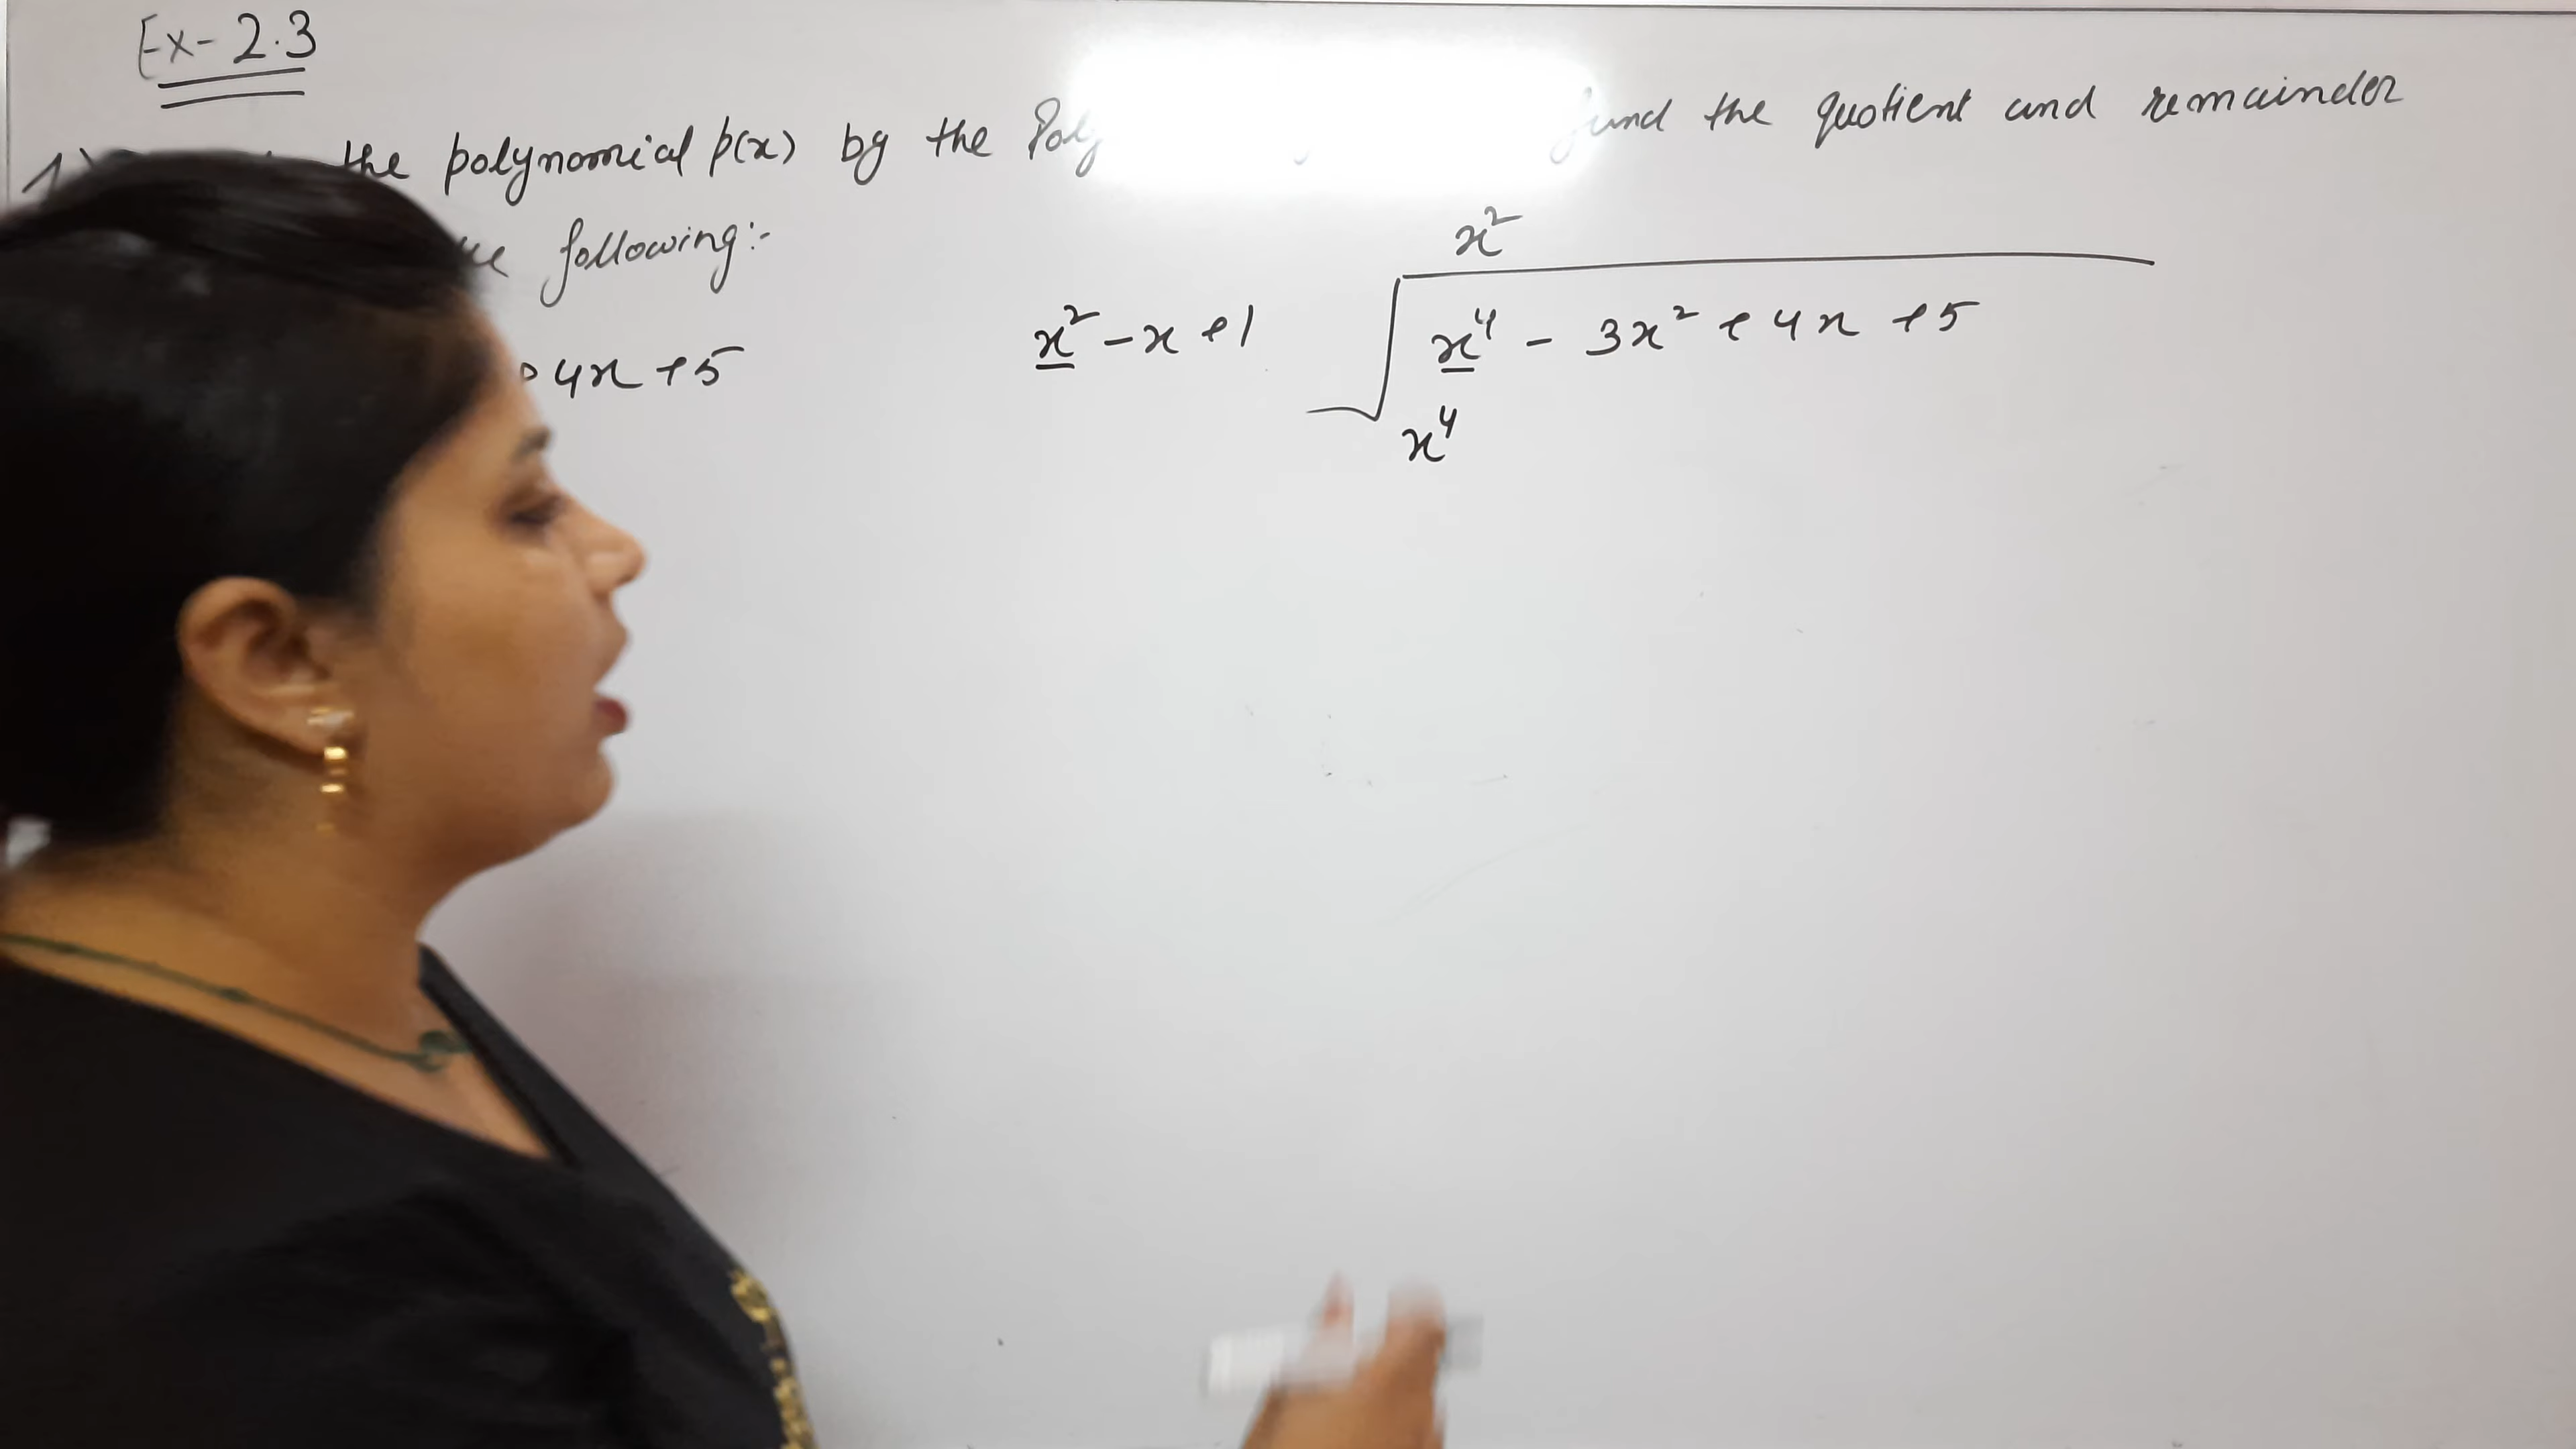 Ex- 2.3
1) the polynomial p(x) by the Poly find the quotient and remainder
following:-
x²
x² - x + 1 x⁴ - 3x² + 4x + 5
4x + 5
x⁴